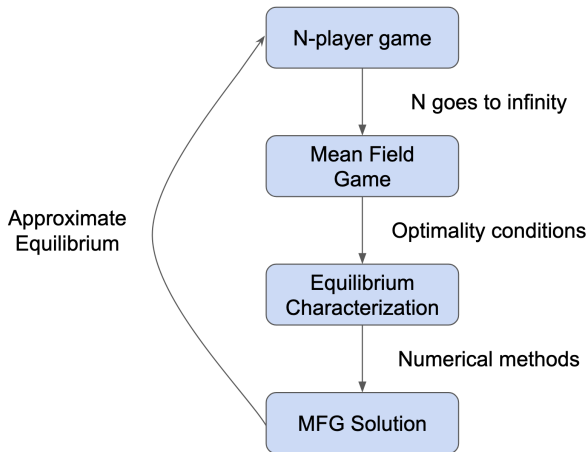 N-player game
N goes to infinity
Mean Field
Game
Approximate
Equilibrium
Optimality conditions
Equilibrium
Characterization
Numerical methods
MFG Solution